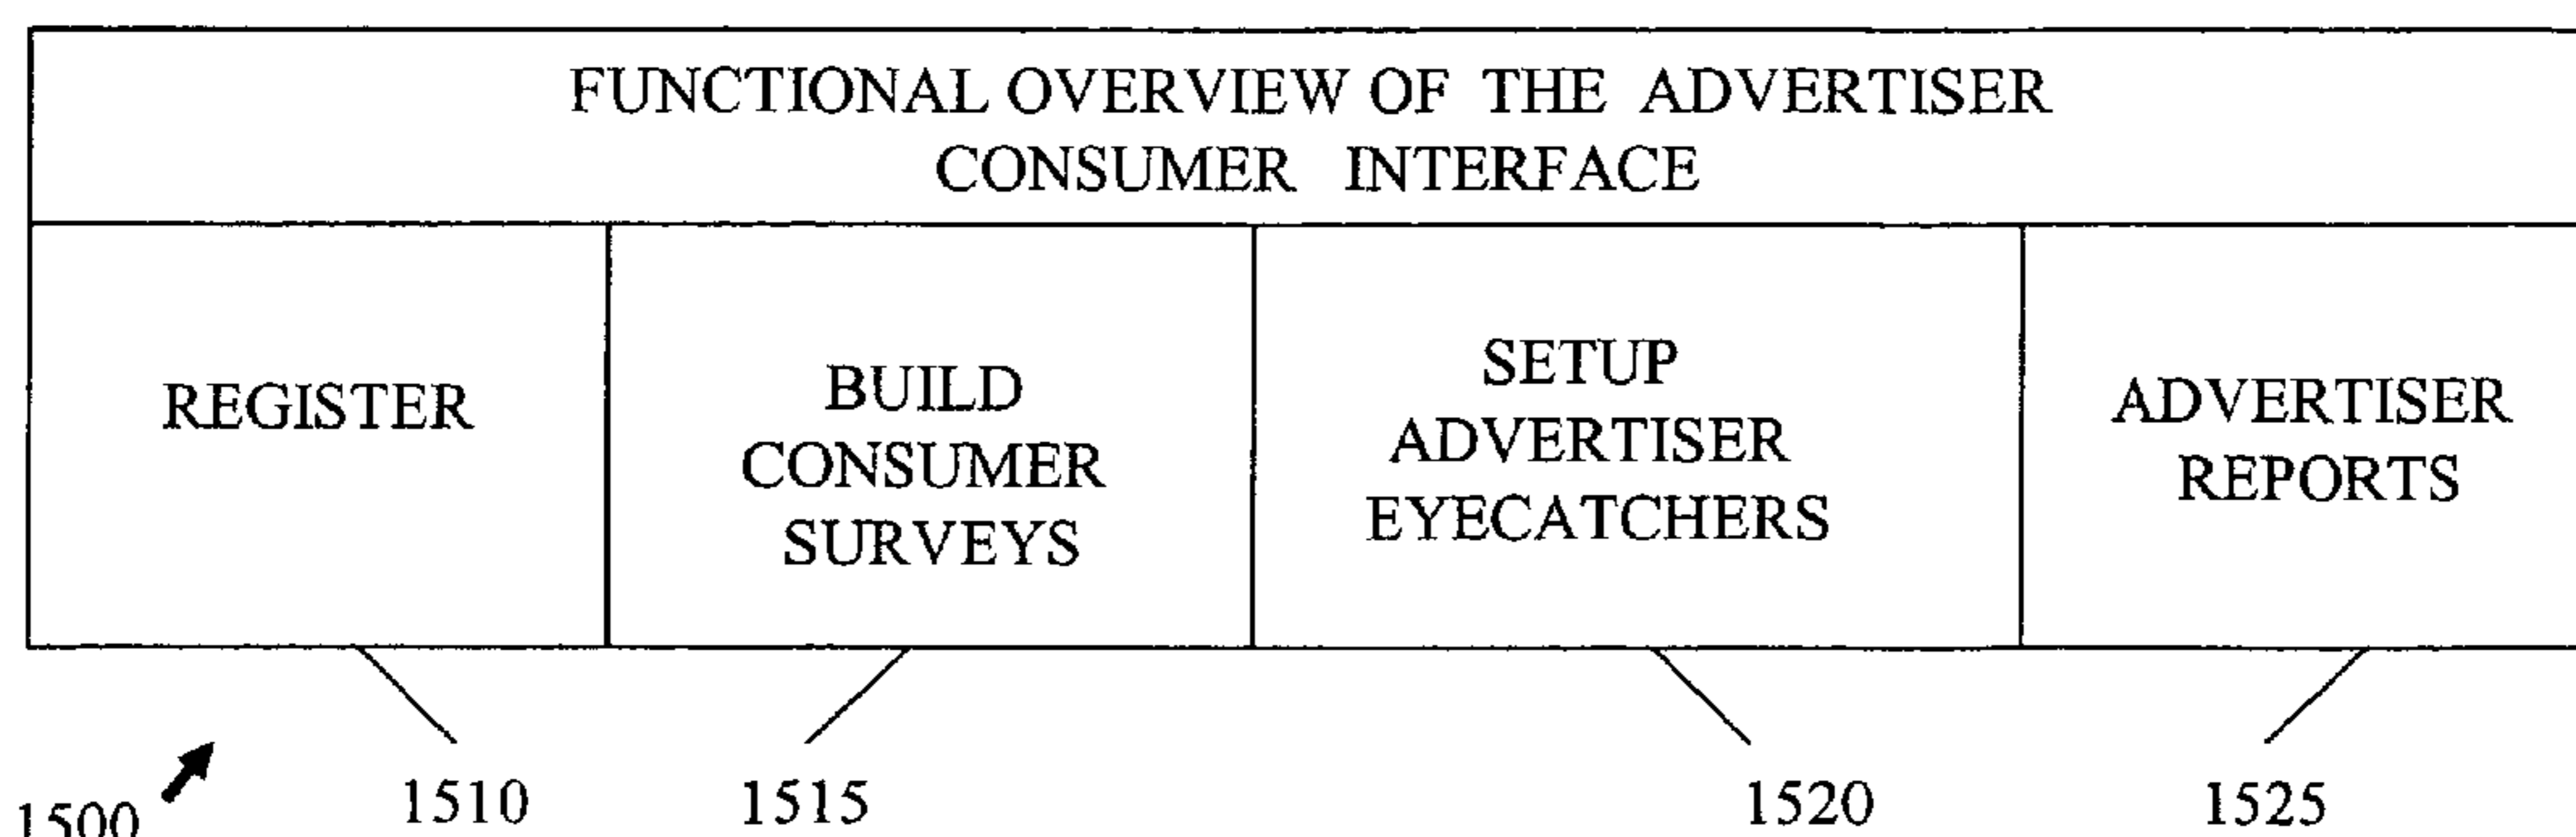 FUNCTIONAL OVERVIEW OF THE ADVERTISER
CONSUMER INTERFACE
REGISTER
BUILD
CONSUMER
SURVEYS
SETUP
ADVERTISER
EYECATCHERS
ADVERTISER
REPORTS
1500
1510
1515
1520
1525